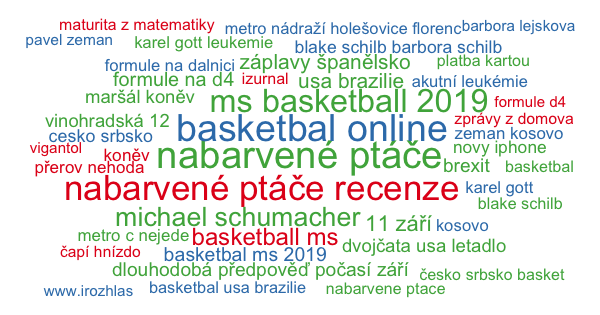 maturita z matematiky
metro nádraží holešovice florenc
barbora lejskova
pavel zeman
karel gott leukemie
blake schilb barbora schilb
formule na dalnici
záplavy španělsko
platba kartou
formule na d4
izurnal
usa brazilie
akutní leukémie
maršál koněv
ms basketball 2019
formule d4
vinohradská 12
basketbal online
zprávy z domova
cesko srbsko
zeman kosovo
vigantol
koněv
nabarvené ptáče
novy iphone
přerov nehoda
brexit
basketbal
nabarvené ptáče recenze
karel gott
blake schilb
michael schumacher
11 září
kosovo
metro c nejede
basketball ms
dvojčata usa letadlo
čapí hnízdo
basketbal ms 2019
dlouhodobá předpověď počasí září
česko srbsko basket
www.irozhlas
basketbal usa brazilie
nabarvene ptace